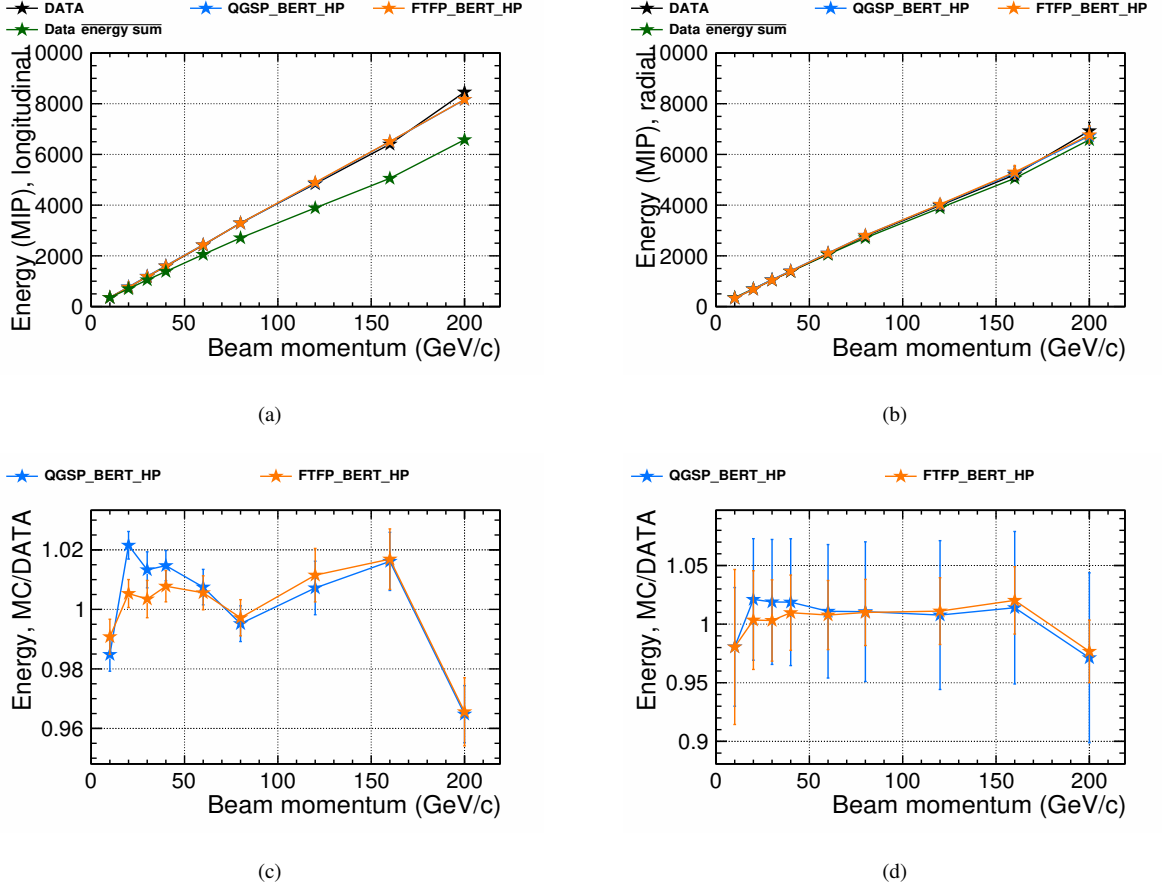 DATA QGSP_BERT_HP FTFP_BERT_HP
Data energy sum
Energy (MIP), longitudinal
10000
8000
6000
4000
2000
0
0 50 100 150 200
Beam momentum (GeV/c)
(a)
DATA QGSP_BERT_HP FTFP_BERT_HP
Data energy sum
Energy (MIP), radial
10000
8000
6000
4000
2000
0
0 50 100 150 200
Beam momentum (GeV/c)
(b)
QGSP_BERT_HP FTFP_BERT_HP
Energy, MC/DATA
1.02
1
0.98
0.96
0 50 100 150 200
Beam momentum (GeV/c)
(c)
QGSP_BERT_HP FTFP_BERT_HP
Energy, MC/DATA
1.05
1
0.95
0.9
0 50 100 150 200
Beam momentum (GeV/c)
(d)